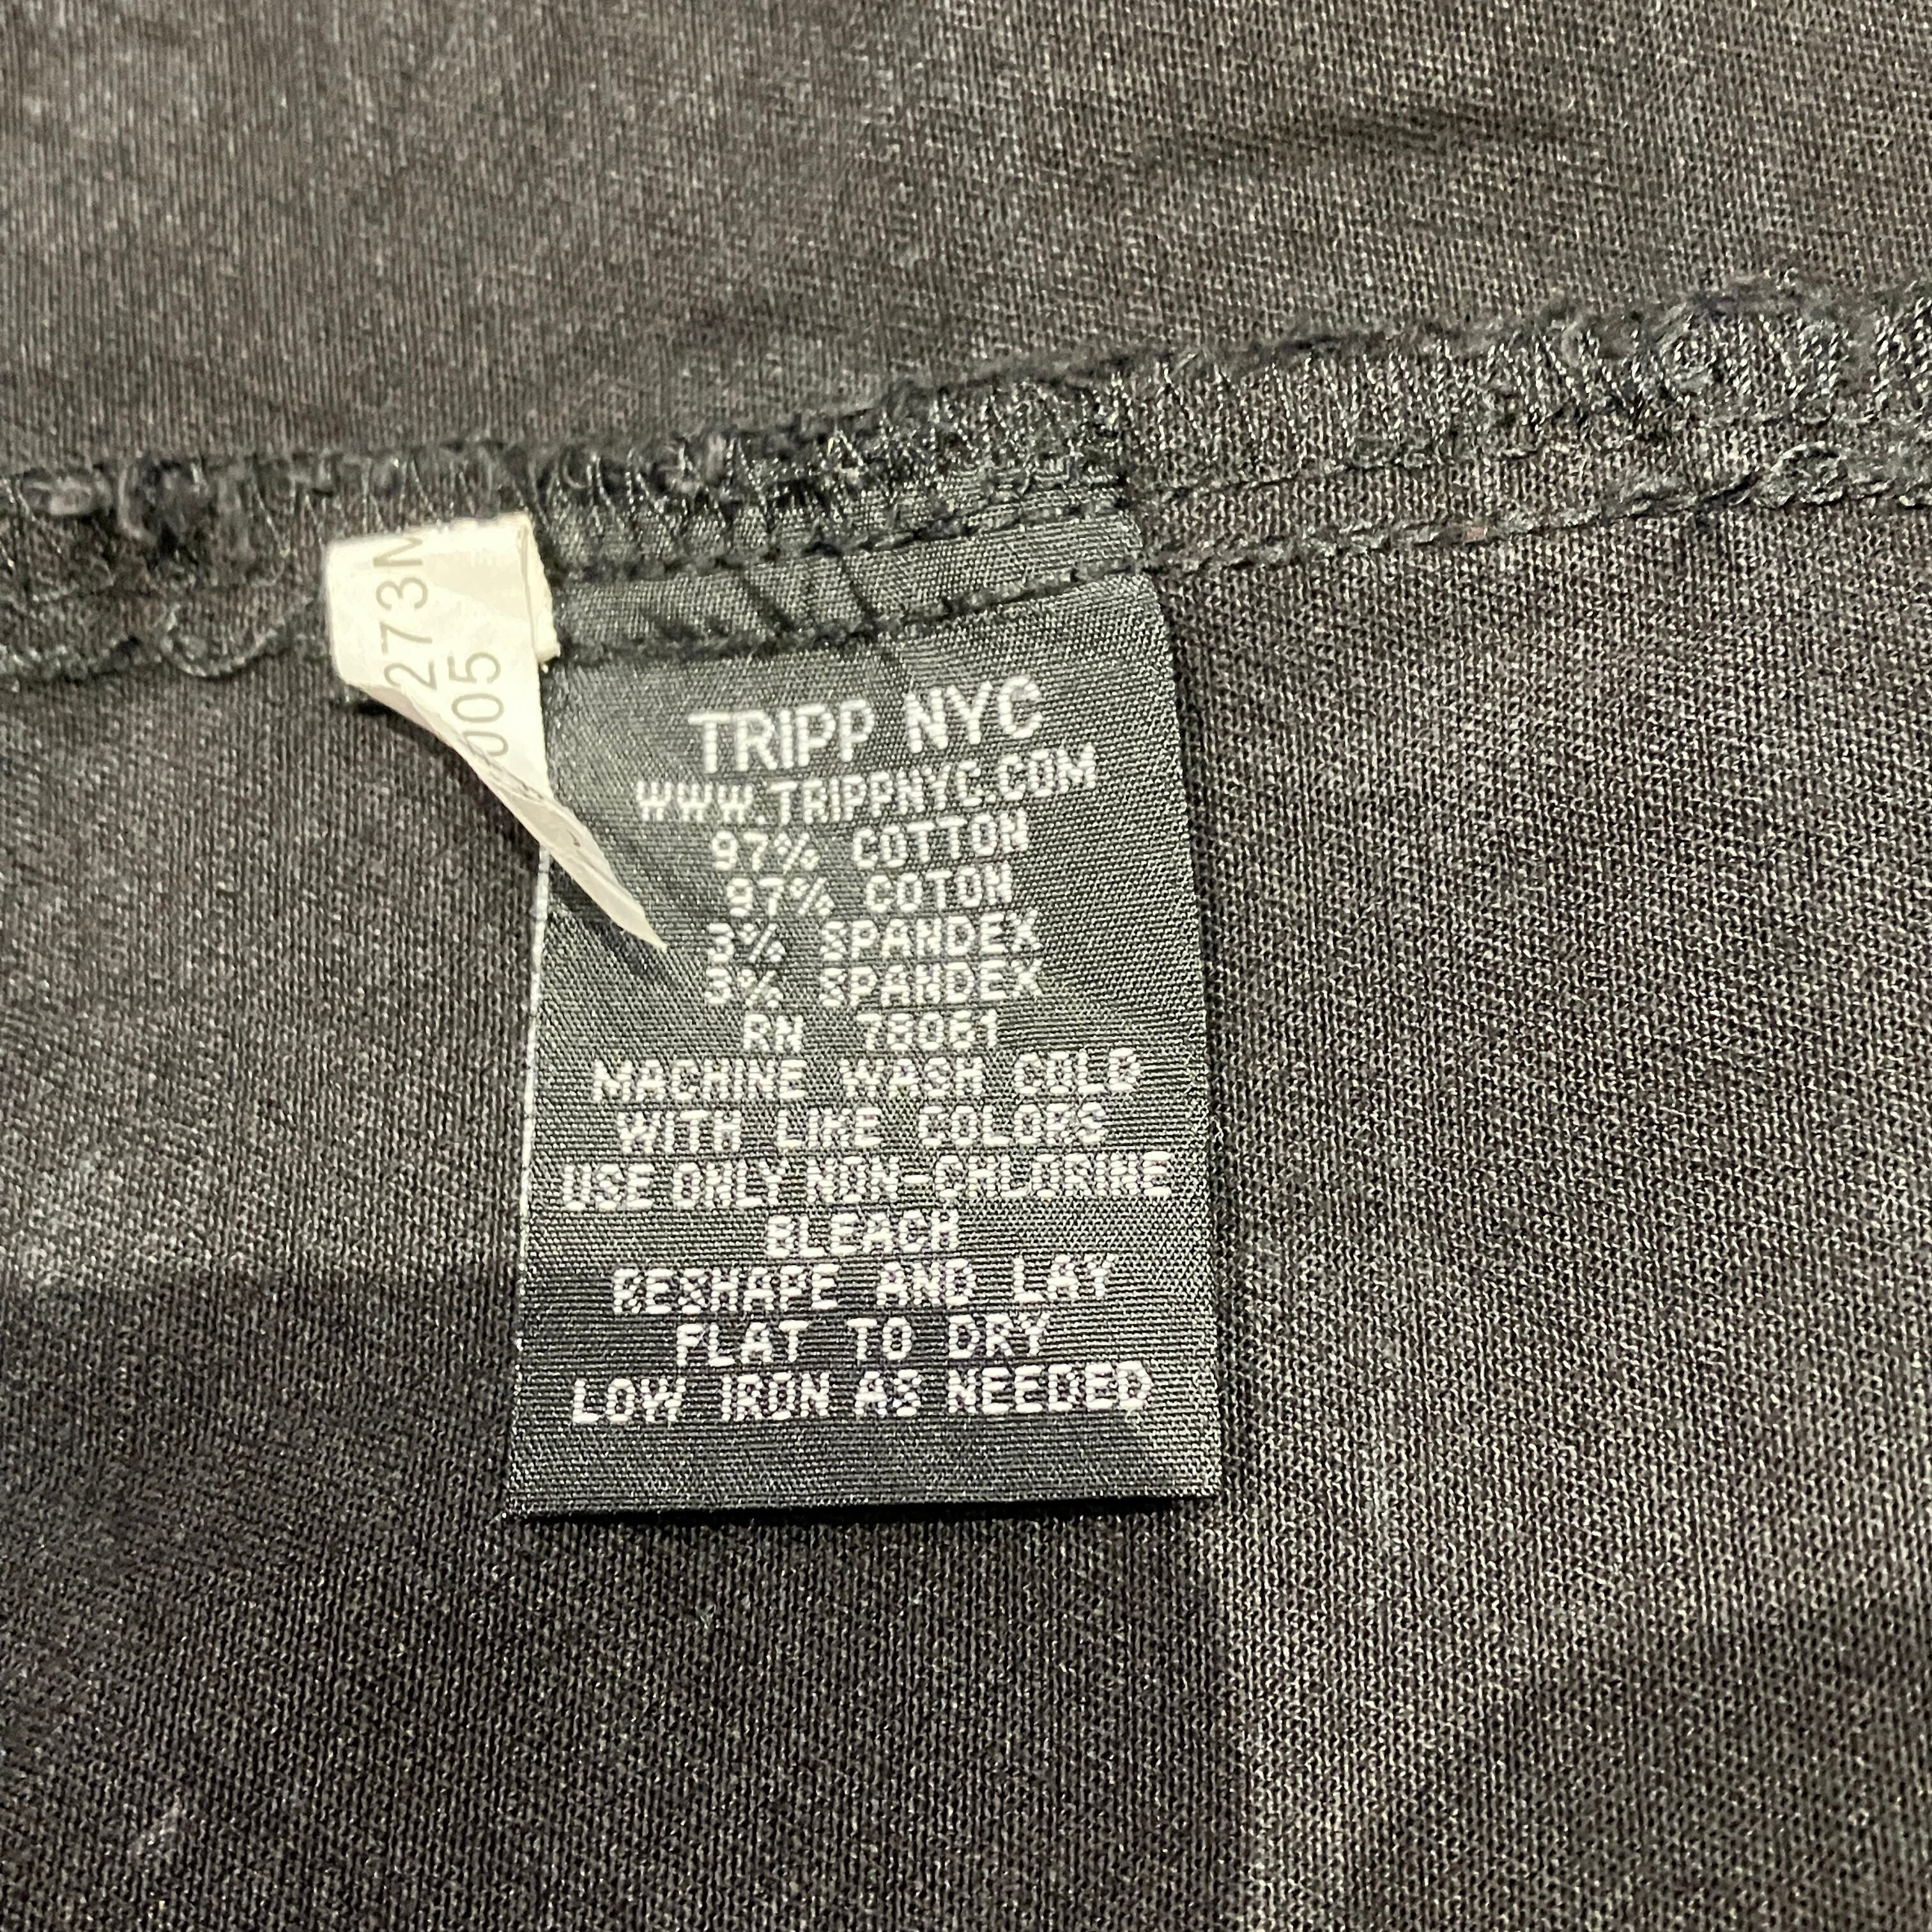 273M
005
TRIPP NYC
WWW.TRIPPNYC.COM
97% COTTON
97% COTON
3% SPANDEX
3% SPANDEX
RN 78061
MACHINE WASH COLD
WITH LIKE COLORS
USE ONLY NON-CHLORINE
BLEACH
RESHAPE AND LAY
FLAT TO DRY
LOW IRON AS NEEDED